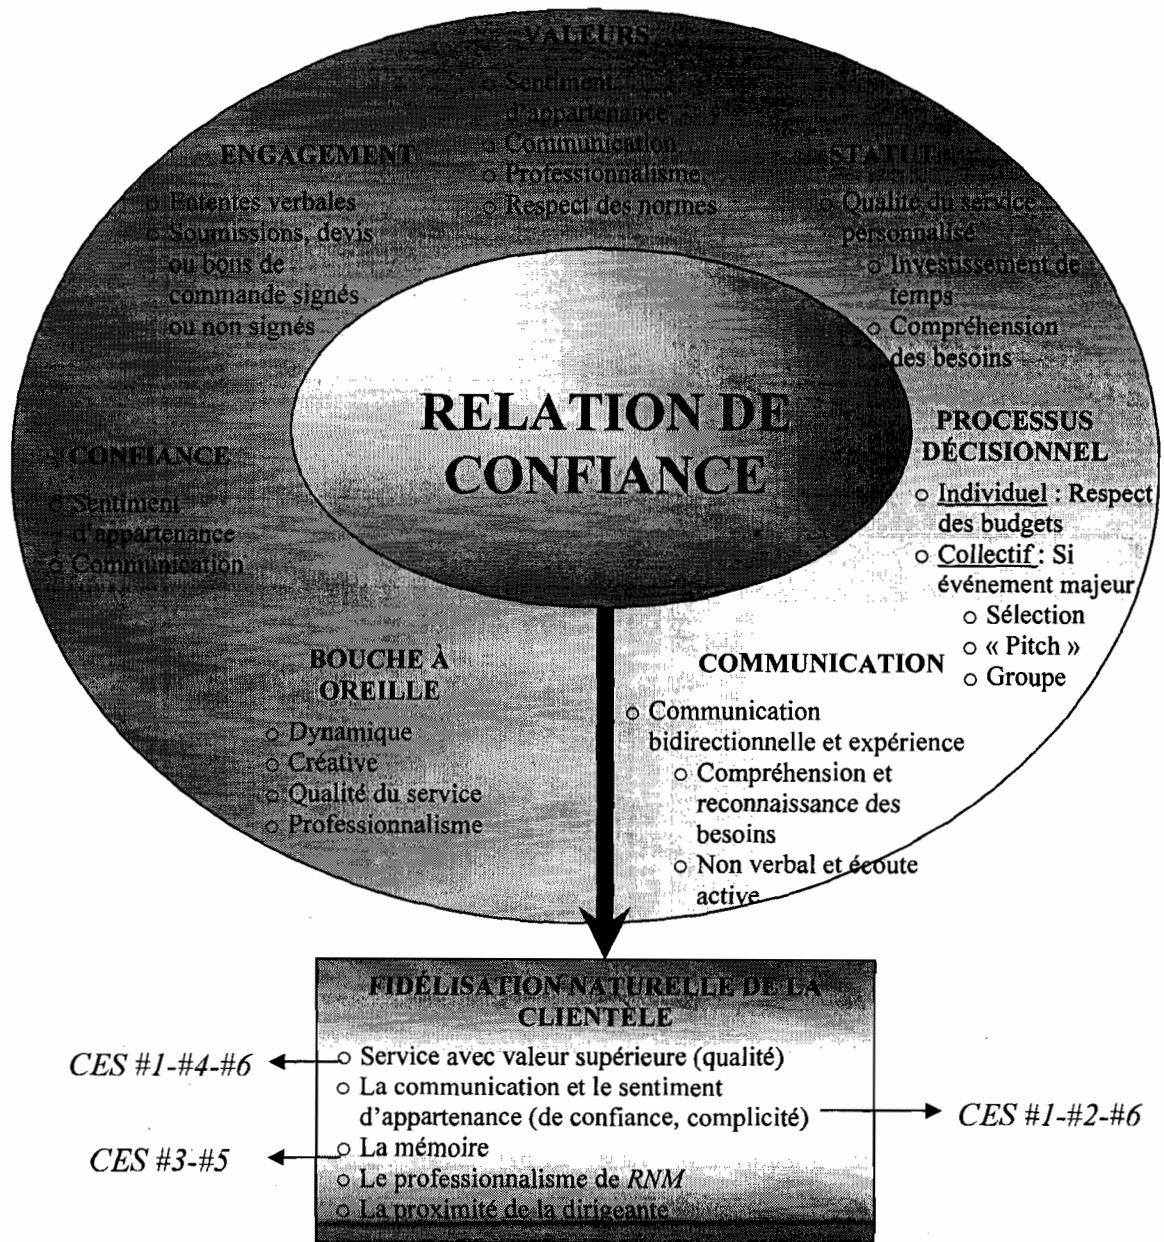 VALEURS
o Sentiment
d'appartenance
o Communication
o Professionnalisme
o Respect des normes
ENGAGEMENT
o Ententes verbales
o Soumissions, devis
ou bons de
commande signés
ou non signés
STATUT
o Qualité du service
personnalisé
o Investissement de
temps
o Compréhension
des besoins
RELATION DE
CONFIANCE
PROCESSUS
DÉCISIONNEL
o Individuel : Respect
des budgets
o Collectif : Si
événement majeur
o Sélection
o « Pitch »
o Groupe
CONFIANCE
o Sentiment
d'appartenance
o Communication
BOUCHE À
OREILLE
o Dynamique
o Créative
o Qualité du service
o Professionnalisme
COMMUNICATION
o Communication
bidirectionnelle et expérience
o Compréhension et
reconnaissance des
besoins
o Non verbal et écoute
active
FIDÉLISATION NATURELLE DE LA
CLIENTÈLE
o Service avec valeur supérieure (qualité)
o La communication et le sentiment
d'appartenance (de confiance, complicité)
o La mémoire
o Le professionnalisme de RNM
o La proximité de la dirigeante
CES #1-#4-#6
CES #1-#2-#6
CES #3-#5